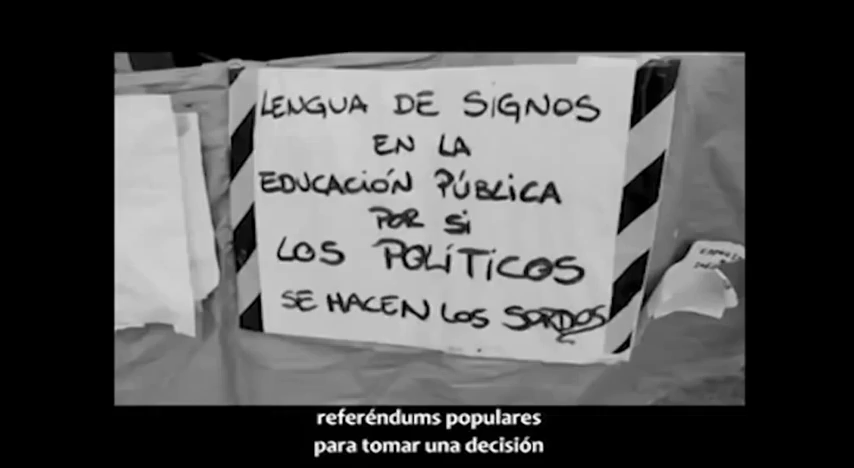 LENGUA DE SIGNOS
EN LA
EDUCACIÓN PÚBLICA
POR SI
LOS POLÍTICOS
SE HACEN LOS SORDOS
referéndums populares
para tomar una decisión